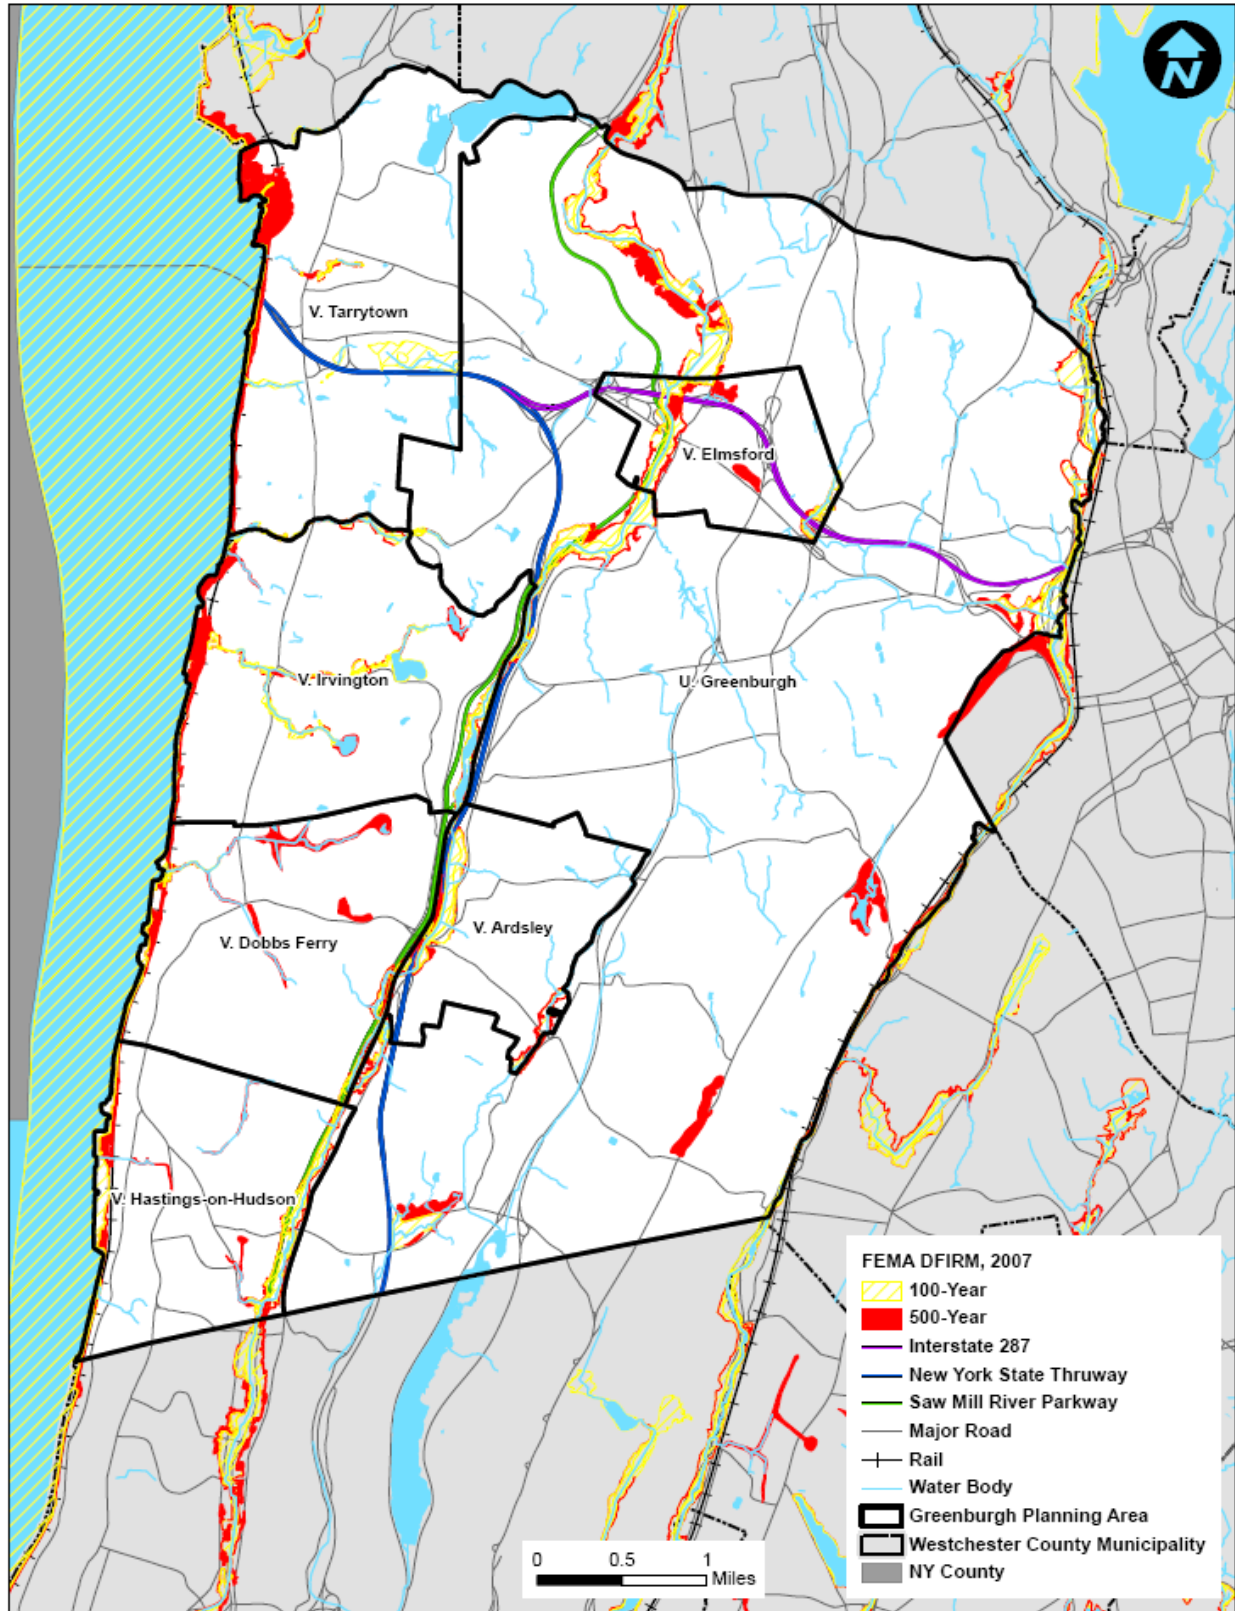 N
V. Tarrytown
V. Elmsford
V. Irvington
U. Greenburgh
V. Dobbs Ferry
V. Ardsley
V. Hastings-on-Hudson
FEMA DFIRM, 2007
100-Year
500-Year
Interstate 287
New York State Thruway
Saw Mill River Parkway
Major Road
Rail
Water Body
Greenburgh Planning Area
Westchester County Municipality
NY County
0 0.5 1
Miles